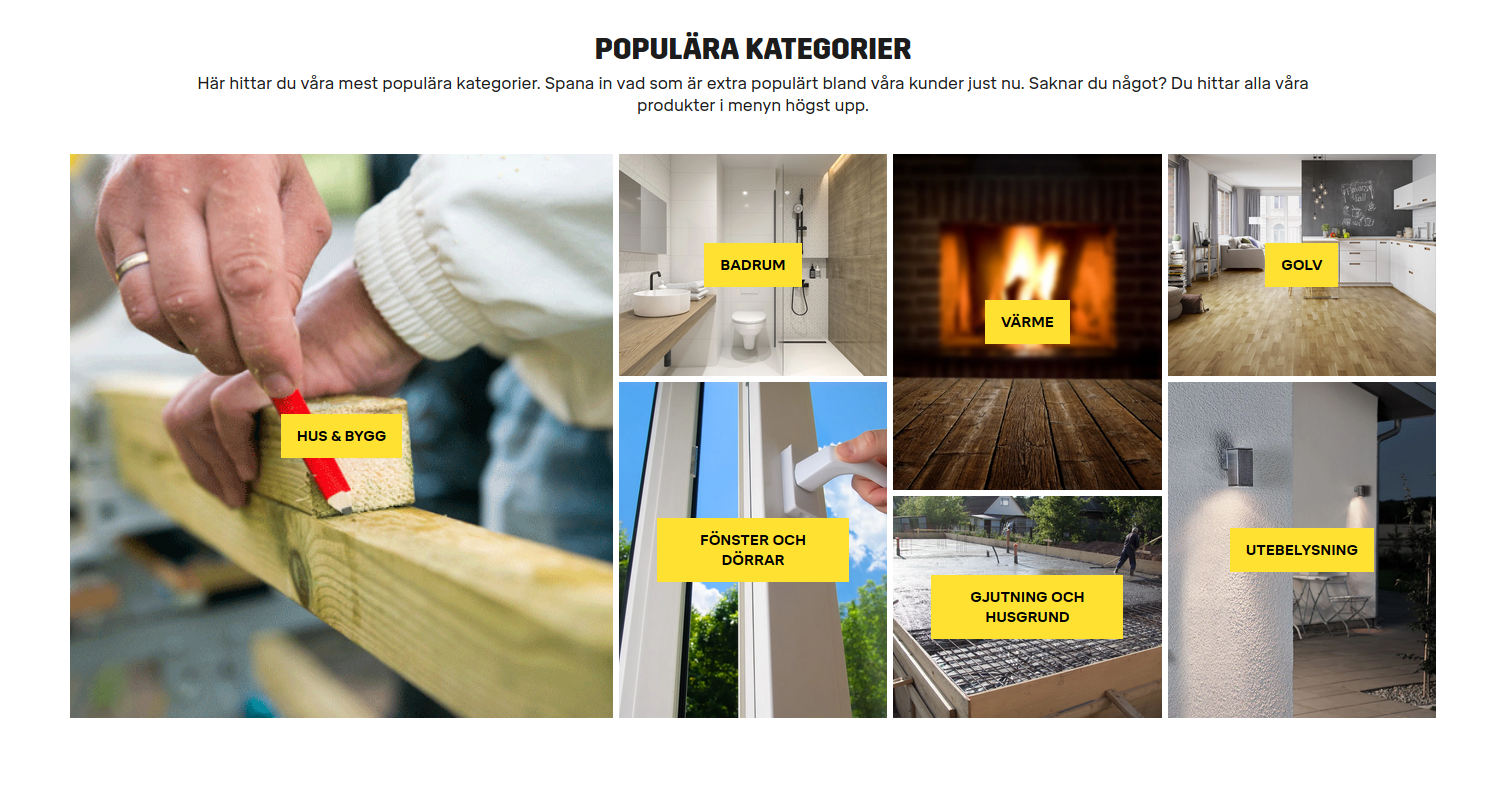 POPULÄRA KATEGORIER
Här hittar du våra mest populära kategorier. Spana in vad som är extra populärt bland våra kunder just nu. Saknar du något? Du hittar alla våra
produkter i menyn högst upp.
HUS & BYGG
BADRUM
VÄRME
GOLV
FÖNSTER OCH
DÖRRAR
GJUTNING OCH
HUSGRUND
UTEBELYSNING